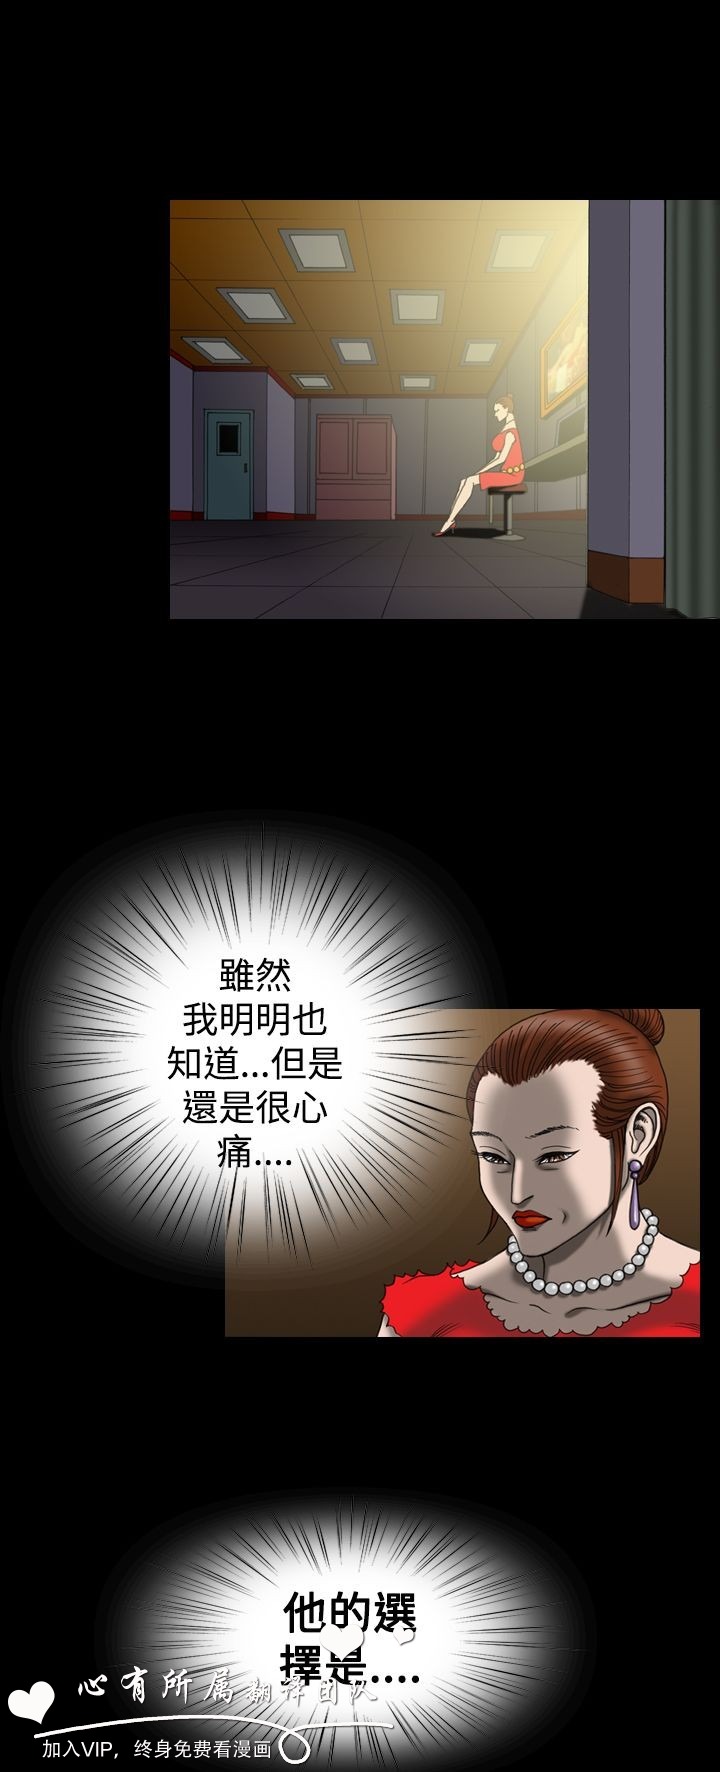 雖然
我明明也
知道...但是
還是很心
痛....
他的選
擇是....
心有所属翻译团队
加入VIP，终身免费看漫画